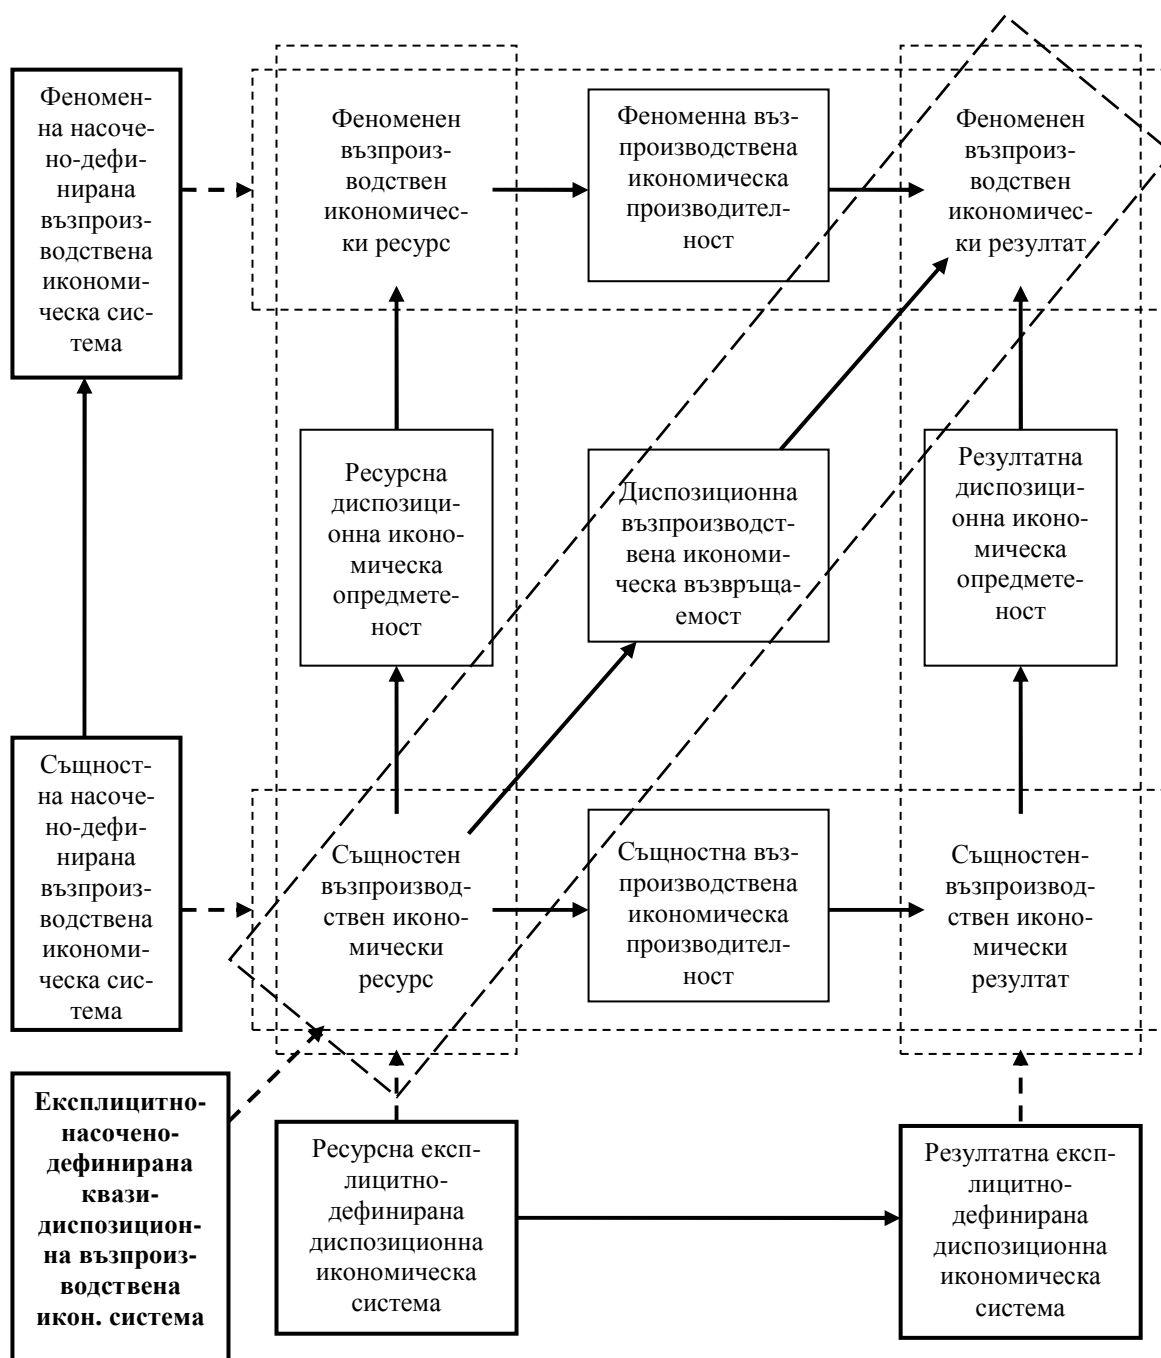 Феномен-
на насоче-
но-дефи-
нирана
възпроиз-
водствена
икономи-
ческа сис-
тема
Феноменен
възпроиз-
водствен
икономичес-
ки ресурс
Феноменна въз-
производствена
икономическа
производител-
ност
Феноменен
възпроиз-
водствен
икономичес-
ки резултат
Ресурсна
диспозици-
онна иконо-
мическа
опредмете-
ност
Диспозиционна
възпроизводст-
вена икономи-
ческа възвръща-
емост
Резултатна
диспозици-
онна иконо-
мическа
опредмете-
ност
Същност-
на насоче-
но-дефи-
нирана
възпроиз-
водствена
икономи-
ческа сис-
тема
Същностен
възпроизвод-
ствен иконо-
мически
ресурс
Същностна въз-
производствена
икономическа
производител-
ност
Същностен-
възпроизвод-
ствен иконо-
мически
резултат
Експлицитно-
насочено-
дефинирана
квази-
диспозицион-
на възпроиз-
водствена
икон. система
Ресурсна експ-
лицитно-
дефинирана
диспозиционна
икономическа
система
Резултатна експ-
лицитно-
дефинирана
диспозиционна
икономическа
система